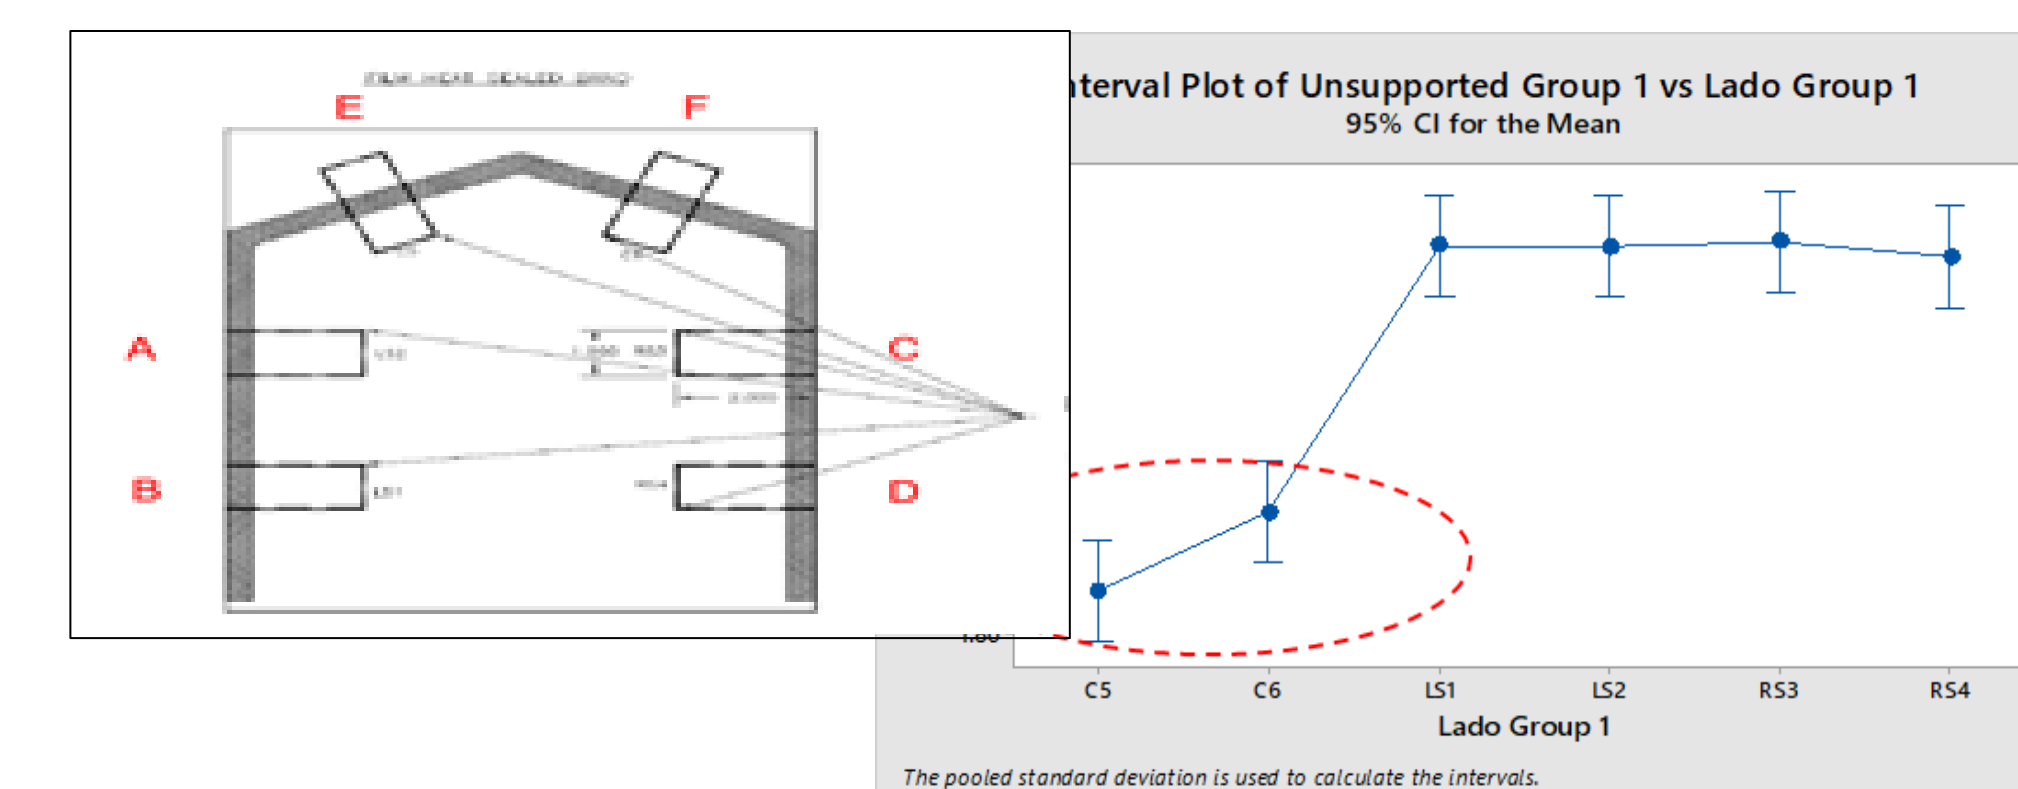 E F
A C
B D
nterval Plot of Unsupported Group 1 vs Lado Group 1
95% CI for the Mean
C5 C6 LS1 LS2 RS3 RS4
Lado Group 1
The pooled standard deviation is used to calculate the intervals.